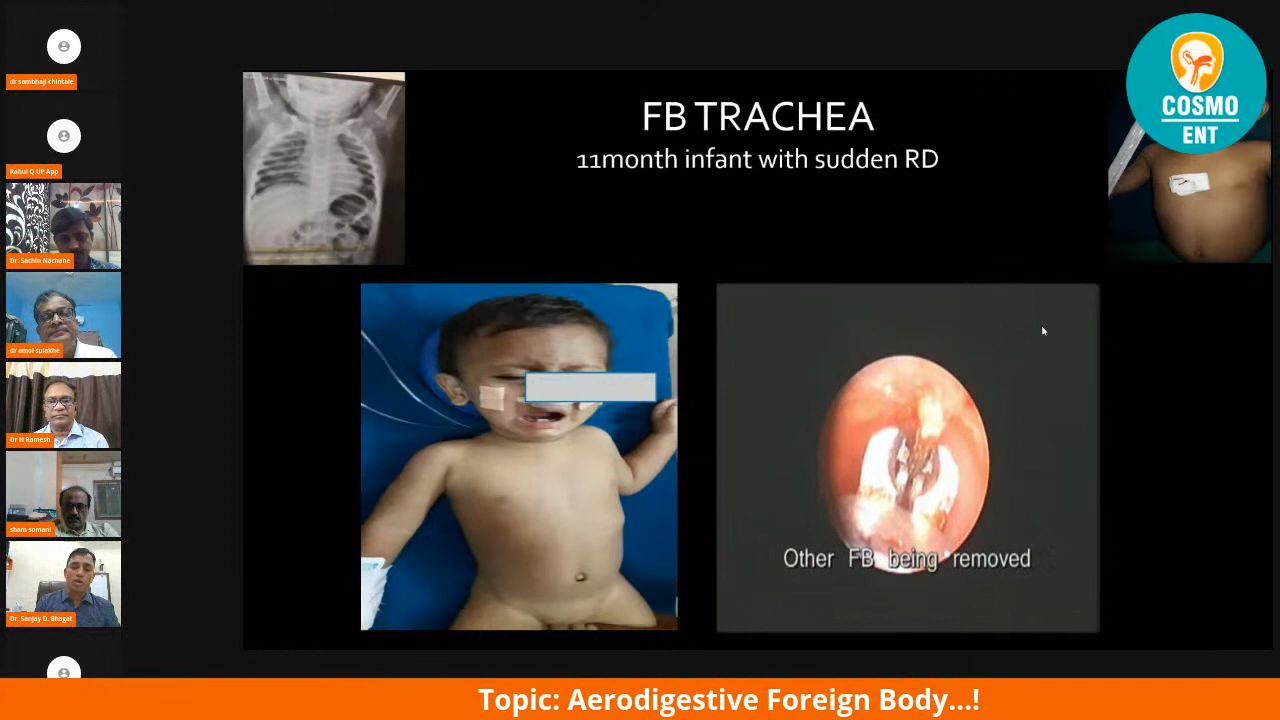 dr sambhaji chintale
Rahul Q UP App
Dr. Sachin Nachane
dr amol sulakhe
Dr N Ramesh
sham somani
Dr. Sanjay D. Bhagat
FB TRACHEA
11month infant with sudden RD
COSMO
ENT
Other FB being removed
Topic: Aerodigestive Foreign Body...!